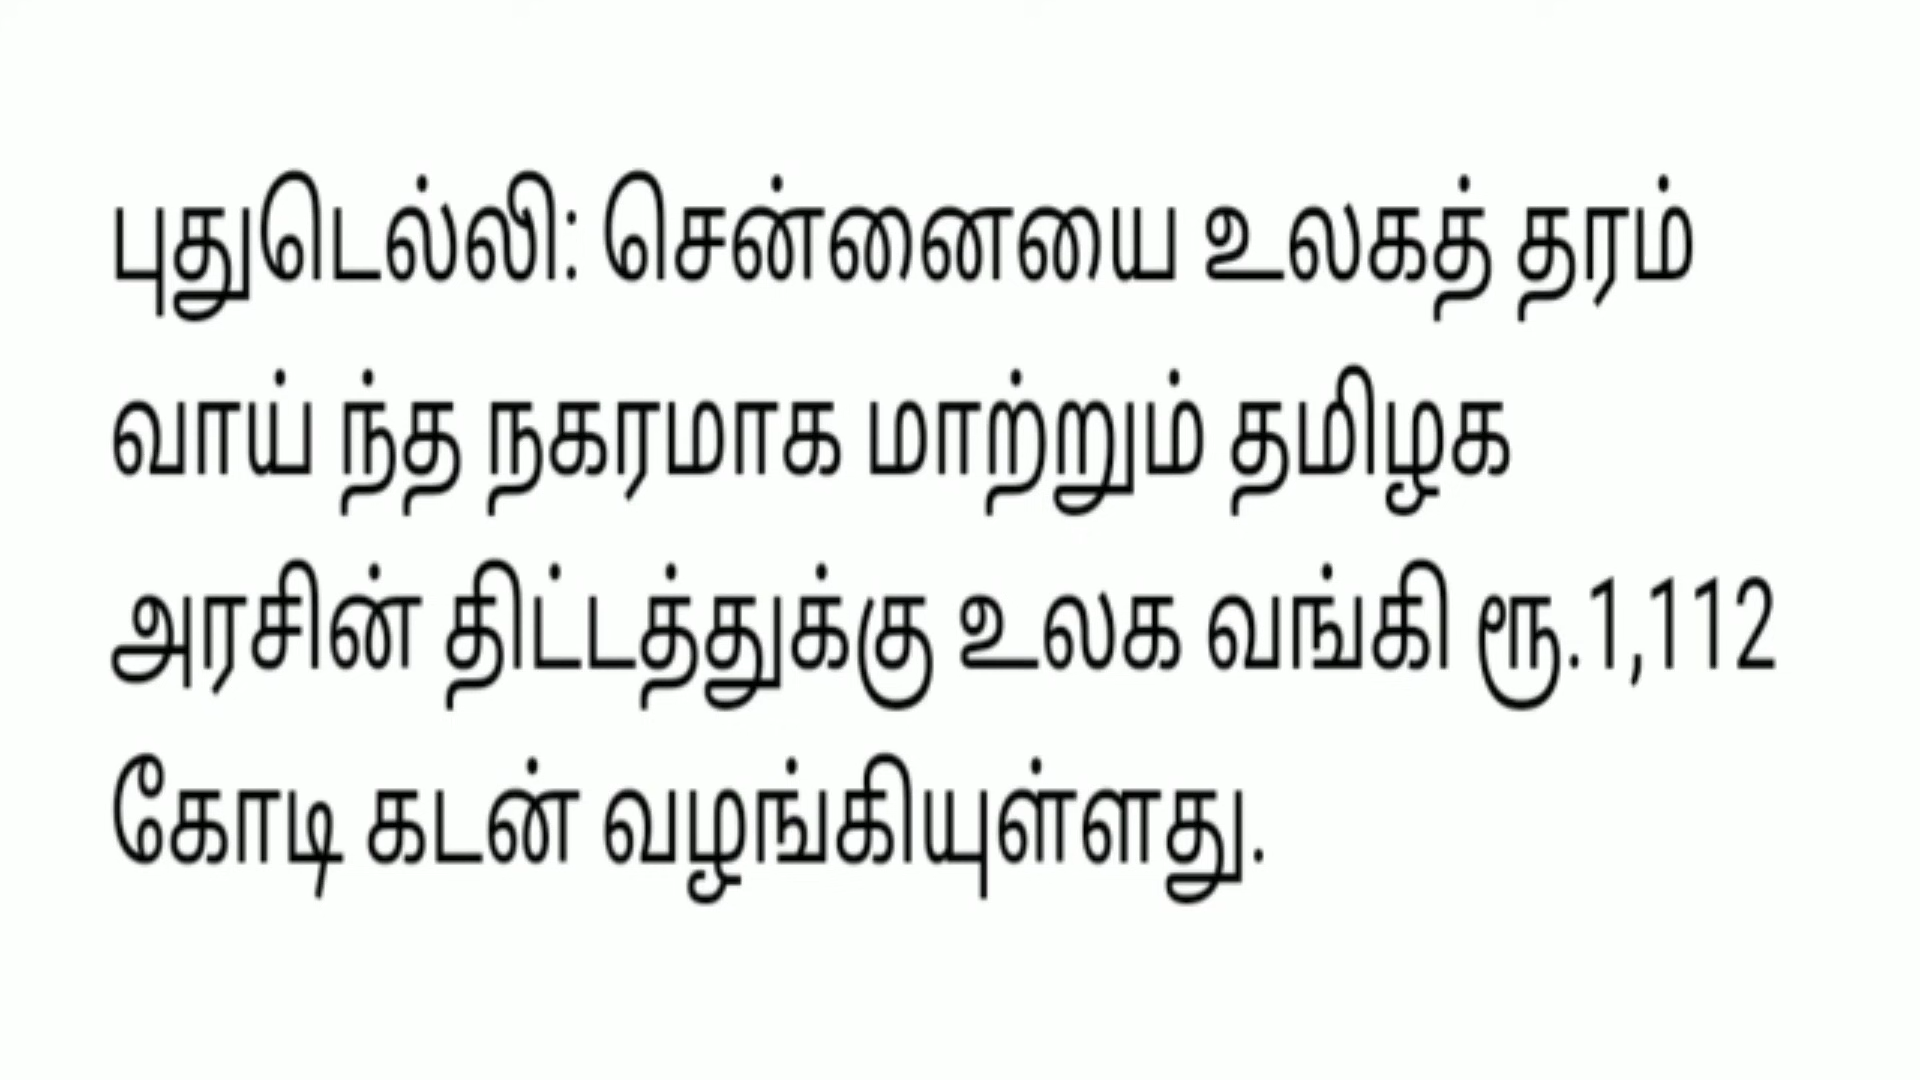 புதுடெல்லி: சென்னையை உலகத் தரம்
வாய் ந்த நகரமாக மாற்றும் தமிழக
அரசின் திட்டத்துக்கு உலக வங்கி ரூ.1,112
கோடி கடன் வழங்கியுள்ளது.